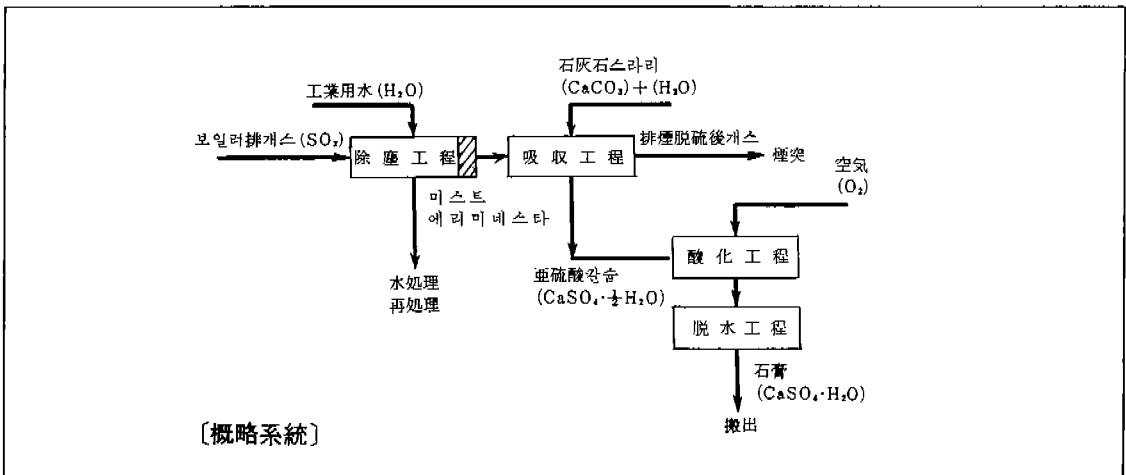 石灰石스라리
(CaCO₃)+(H₂O)
工業用水(H₂O)
보일러排개스(SO₂)
除塵工程
吸収工程
排煙脱硫後개스
煙突
空気
(O₂)
미스트
에리미네스타
酸化工程
亜硫酸칼슘
(CaSO₄·½H₂O)
水処理
再処理
脱水工程
石膏
(CaSO₄·H₂O)
搬出
〔概略系統〕